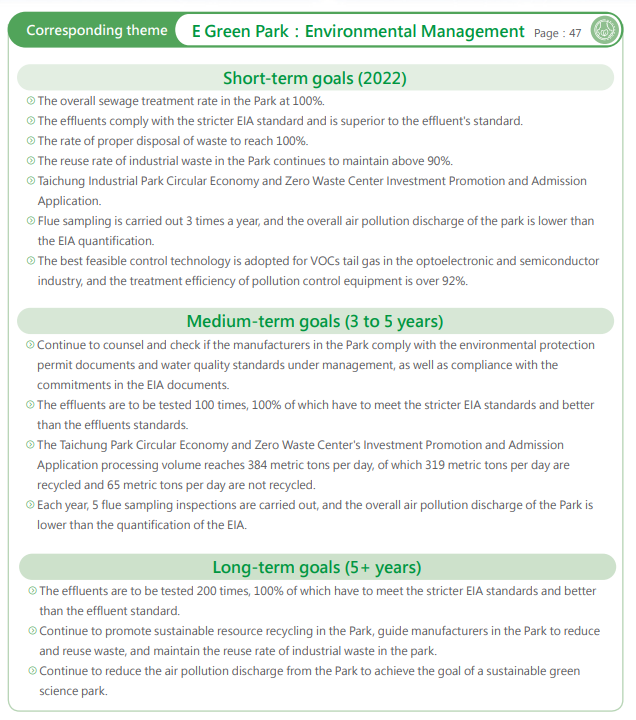 Corresponding theme
E Green Park：Environmental Management Page : 47
Short-term goals (2022)
The overall sewage treatment rate in the Park at 100%.
The effluents comply with the stricter EIA standard and is superior to the effluent's standard.
The rate of proper disposal of waste to reach 100%.
The reuse rate of industrial waste in the Park continues to maintain above 90%.
Taichung Industrial Park Circular Economy and Zero Waste Center Investment Promotion and Admission
Application.
Flue sampling is carried out 3 times a year, and the overall air pollution discharge of the park is lower than
the EIA quantification.
The best feasible control technology is adopted for VOCs tail gas in the optoelectronic and semiconductor
industry, and the treatment efficiency of pollution control equipment is over 92%.
Medium-term goals (3 to 5 years)
Continue to counsel and check if the manufacturers in the Park comply with the environmental protection
permit documents and water quality standards under management, as well as compliance with the
commitments in the EIA documents.
The effluents are to be tested 100 times, 100% of which have to meet the stricter EIA standards and better
than the effluents standards.
The Taichung Park Circular Economy and Zero Waste Center's Investment Promotion and Admission
Application processing volume reaches 384 metric tons per day, of which 319 metric tons per day are
recycled and 65 metric tons per day are not recycled.
Each year, 5 flue sampling inspections are carried out, and the overall air pollution discharge of the Park is
lower than the quantification of the EIA.
Long-term goals (5+ years)
The effluents are to be tested 200 times, 100% of which have to meet the stricter EIA standards and better
than the effluent standard.
Continue to promote sustainable resource recycling in the Park, guide manufacturers in the Park to reduce
and reuse waste, and maintain the reuse rate of industrial waste in the park.
Continue to reduce the air pollution discharge from the Park to achieve the goal of a sustainable green
science park.